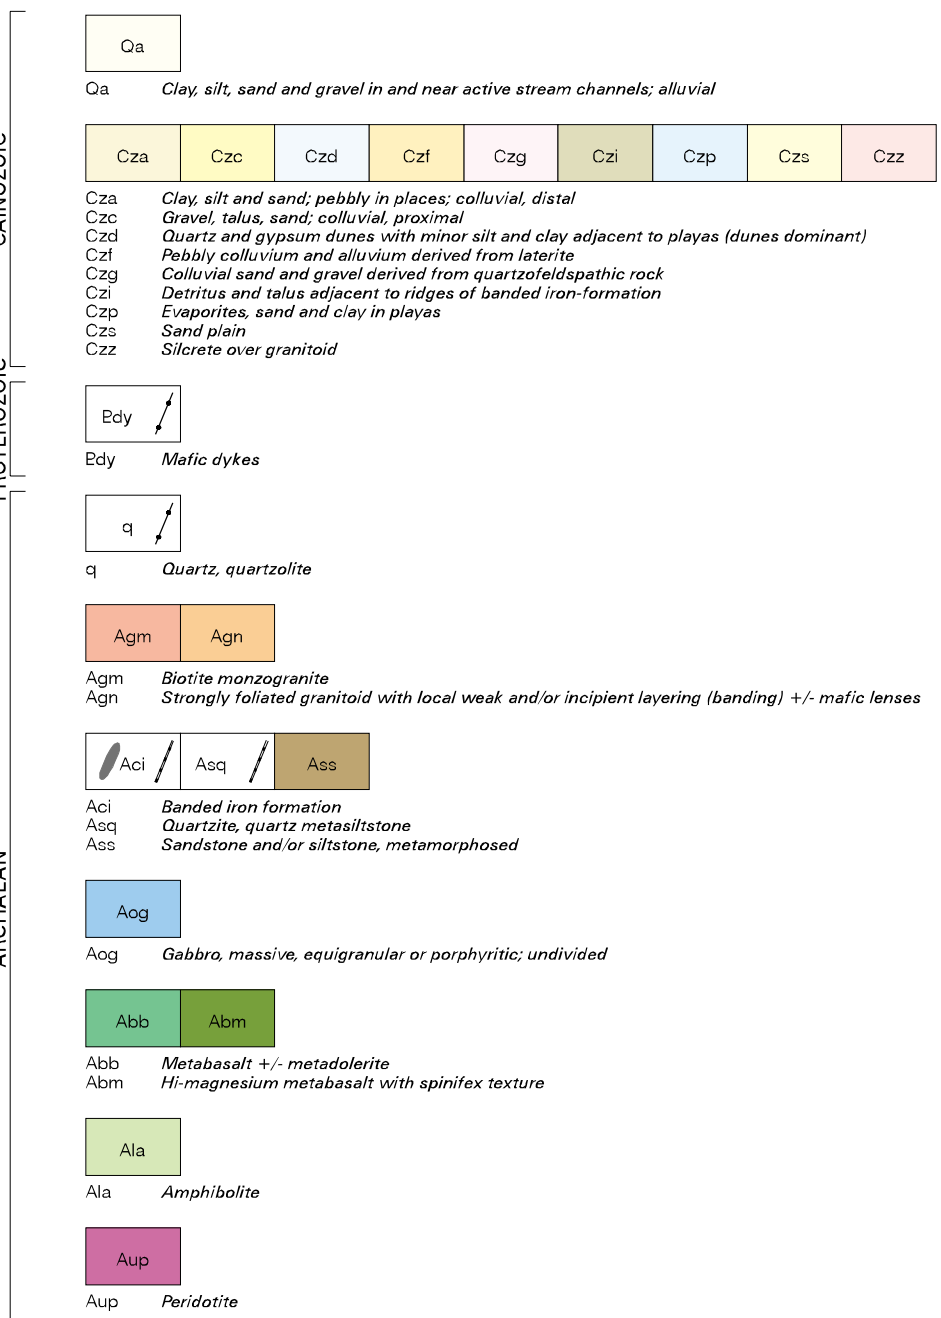 Qa
Qa Clay, silt, sand and gravel in and near active stream channels; alluvial
Cza Czc Czd Czf Czg Czi Czp Czs Czz
Cza Clay, silt and sand; pebbly in places; colluvial, distal
Czc Gravel, talus, sand; colluvial, proximal
Czd Quartz and gypsum dunes with minor silt and clay adjacent to playas (dunes dominant)
Czf Pebbly colluvium and alluvium derived from laterite
Czg Colluvial sand and gravel derived from quartzofeldspathic rock
Czi Detritus and talus adjacent to ridges of banded iron-formation
Czp Evaporites, sand and clay in playas
Czs Sand plain
Czz Silcrete over granitoid
CAINOZOIC
Pdy
Pdy Mafic dykes
PROTEROZOIC
q
q Quartz, quartzolite
Agm Agn
Agm Biotite monzogranite
Agn Strongly foliated granitoid with local weak and/or incipient layering (banding) +/- mafic lenses
Aci Asq Ass
Aci Banded iron formation
Asq Quartzite, quartz metasiltstone
Ass Sandstone and/or siltstone, metamorphosed
ARCHAEAN
Aog
Aog Gabbro, massive, equigranular or porphyritic; undivided
Abb Abm
Abb Metabasalt +/- metadolerite
Abm Hi-magnesium metabasalt with spinifex texture
Ala
Ala Amphibolite
Aup
Aup Peridotite